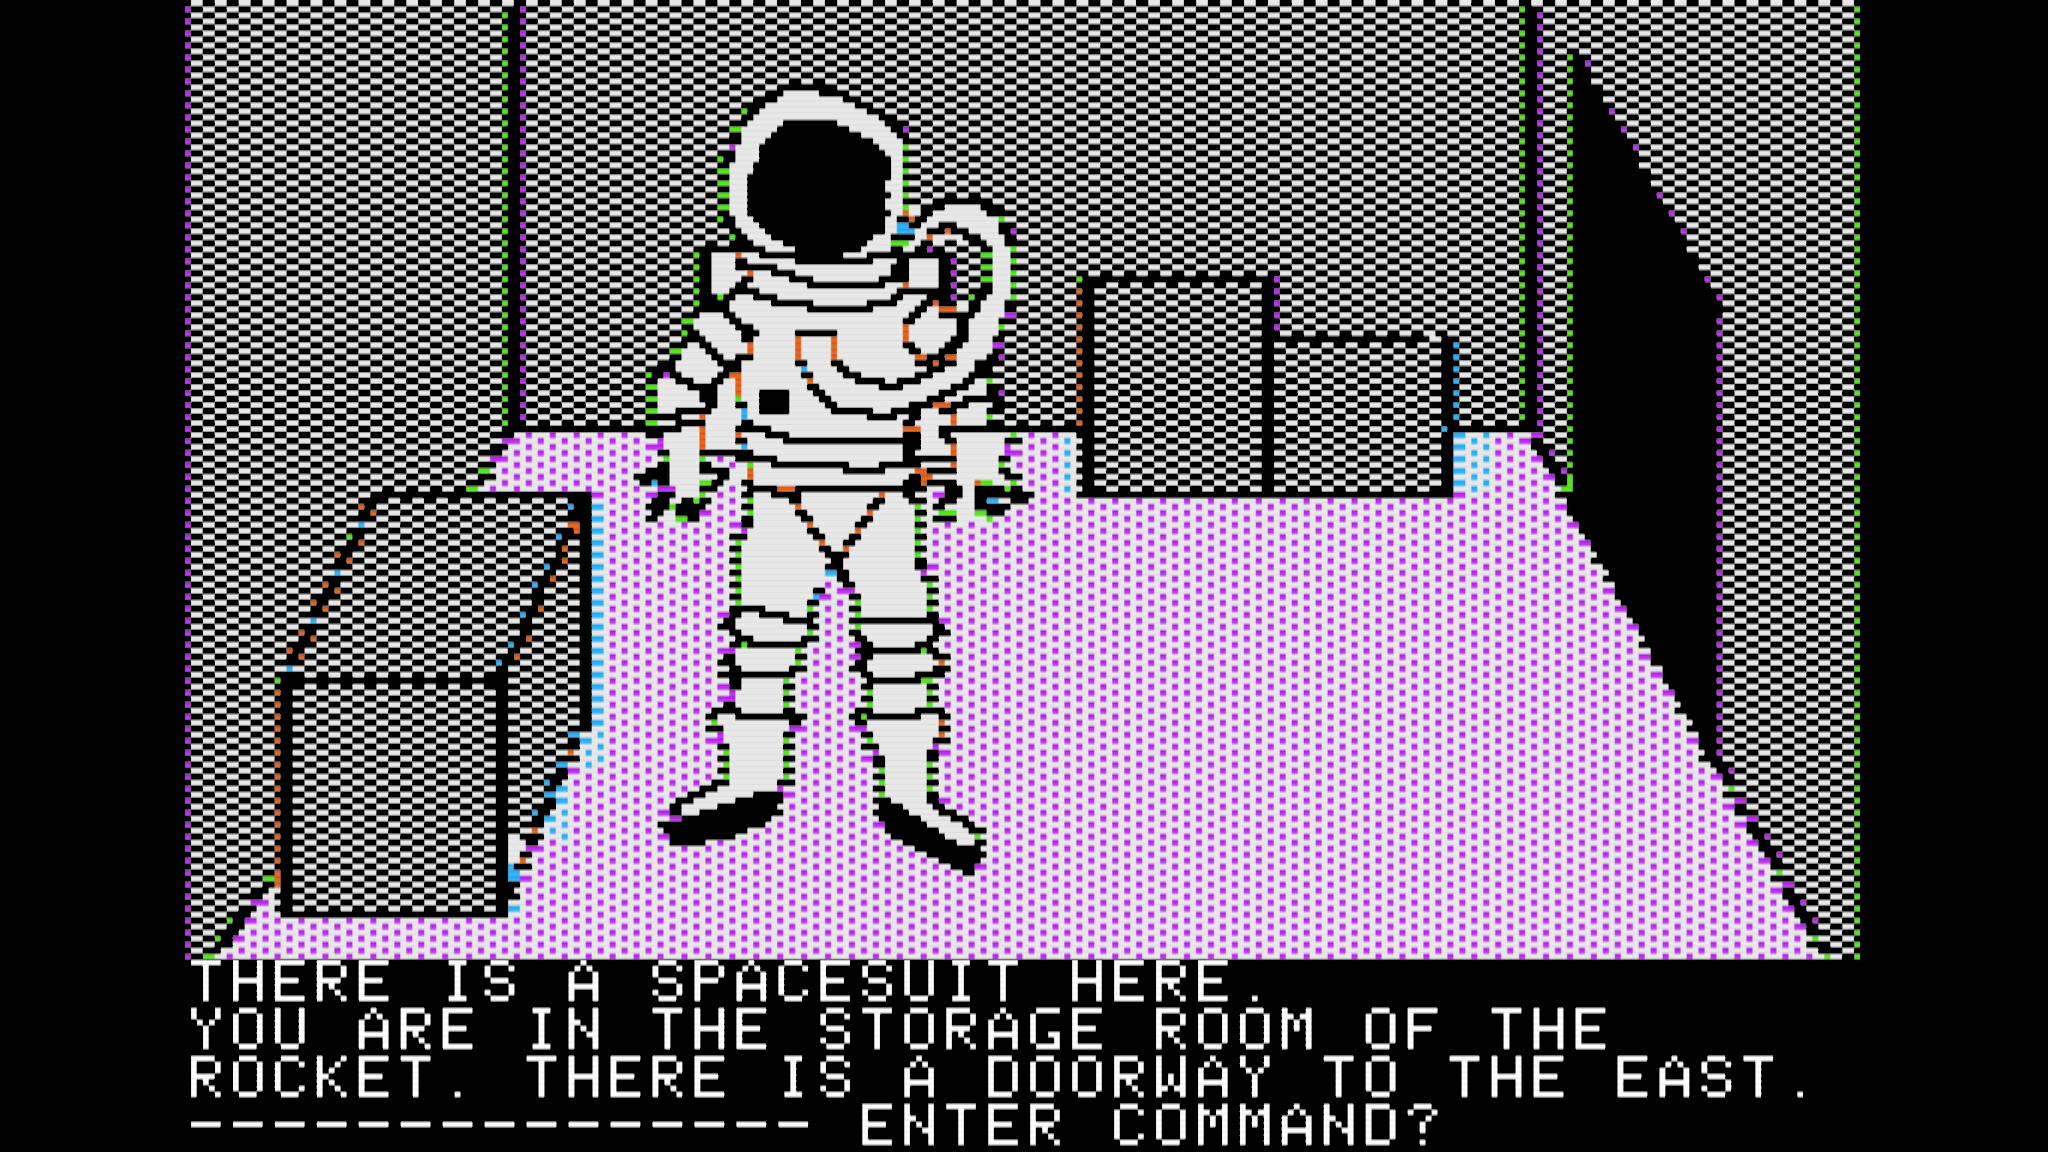 THERE IS A SPACESUIT HERE.
YOU ARE IN THE STORAGE ROOM OF THE
ROCKET. THERE IS A DOORWAY TO THE EAST.
--------------- ENTER COMMAND?